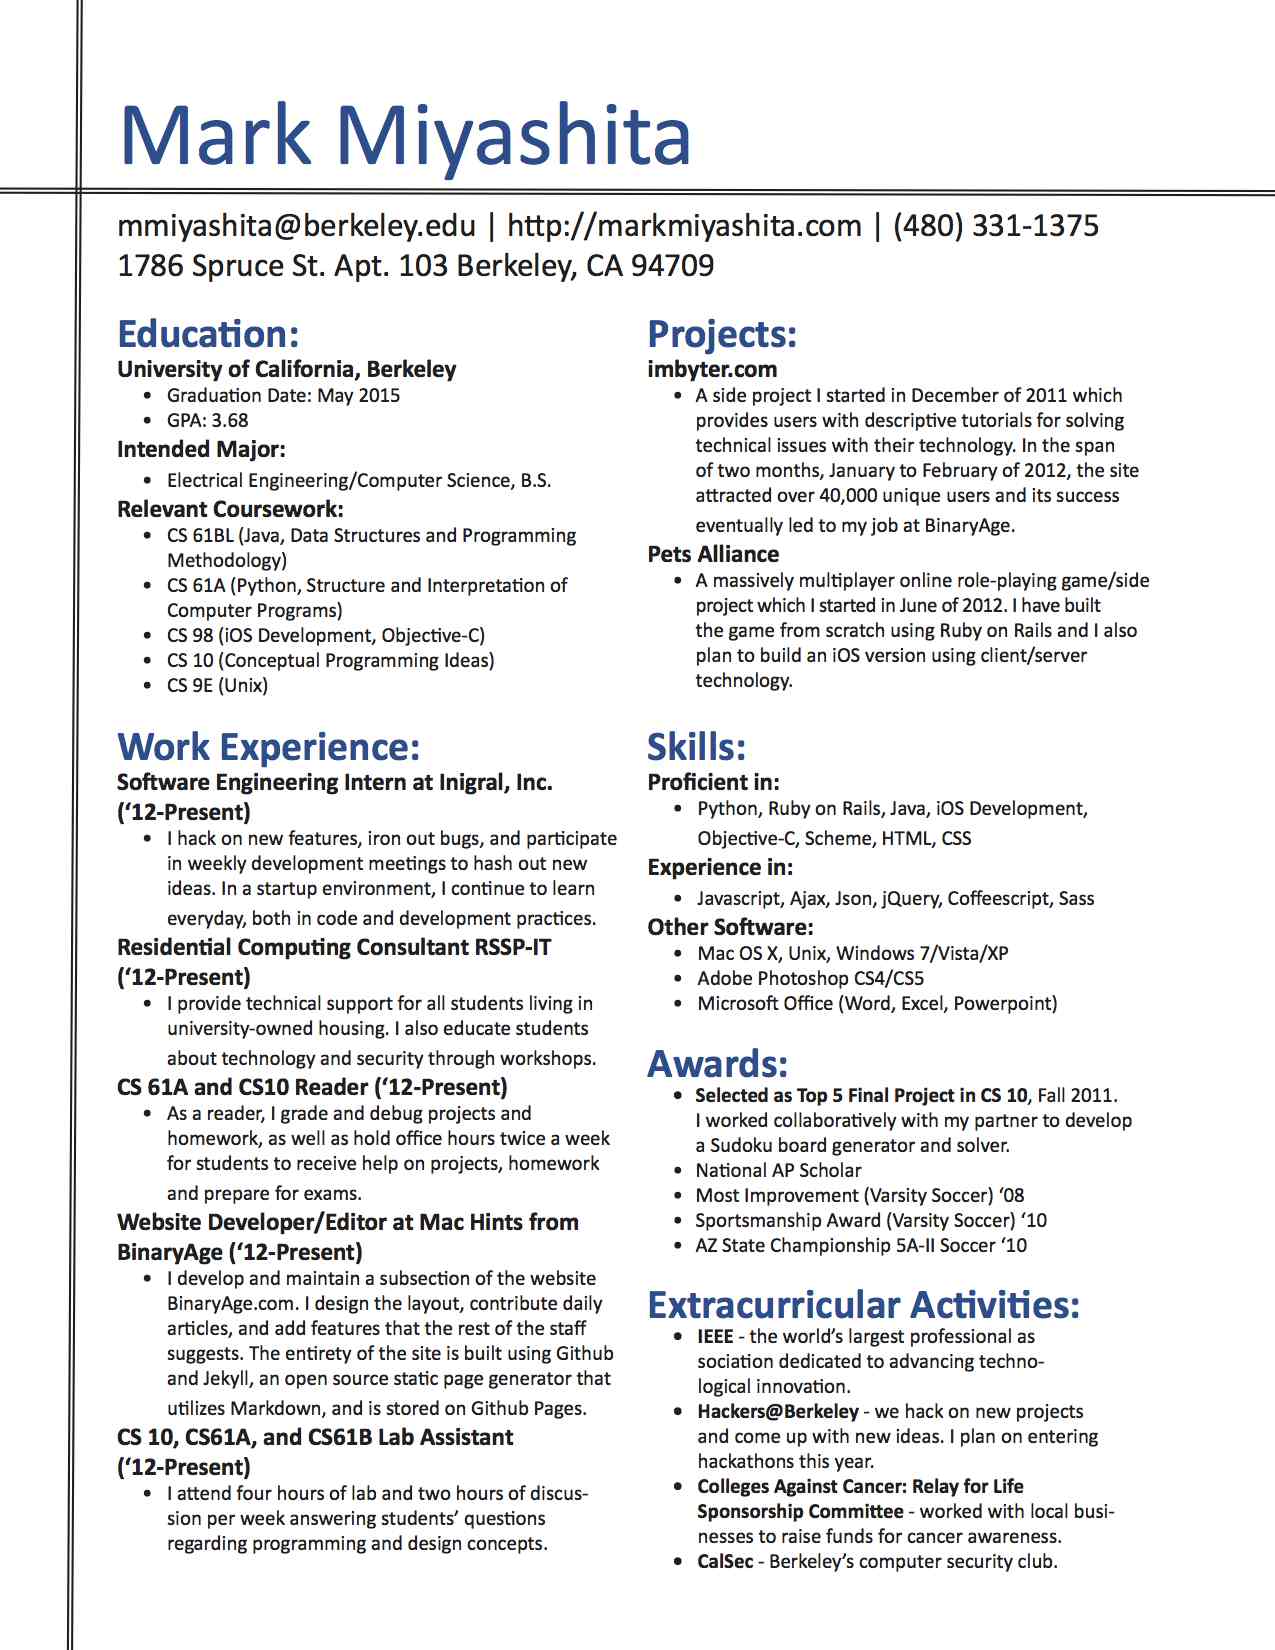 Mark Miyashita
mmiyashita@berkeley.edu | http://markmiyashita.com | (480) 331-1375
1786 Spruce St. Apt. 103 Berkeley, CA 94709
Education:
University of California, Berkeley
• Graduation Date: May 2015
• GPA: 3.68
Intended Major:
• Electrical Engineering/Computer Science, B.S.
Relevant Coursework:
• CS 61BL (Java, Data Structures and Programming
Methodology)
• CS 61A (Python, Structure and Interpretation of
Computer Programs)
• CS 98 (iOS Development, Objective-C)
• CS 10 (Conceptual Programming Ideas)
• CS 9E (Unix)
Work Experience:
Software Engineering Intern at Inigral, Inc.
(‘12-Present)
• I hack on new features, iron out bugs, and participate
in weekly development meetings to hash out new
ideas. In a startup environment, I continue to learn
everyday, both in code and development practices.
Residential Computing Consultant RSSP-IT
(‘12-Present)
• I provide technical support for all students living in
university-owned housing. I also educate students
about technology and security through workshops.
CS 61A and CS10 Reader (‘12-Present)
• As a reader, I grade and debug projects and
homework, as well as hold office hours twice a week
for students to receive help on projects, homework
and prepare for exams.
Website Developer/Editor at Mac Hints from
BinaryAge (‘12-Present)
• I develop and maintain a subsection of the website
BinaryAge.com. I design the layout, contribute daily
articles, and add features that the rest of the staff
suggests. The entirety of the site is built using Github
and Jekyll, an open source static page generator that
utilizes Markdown, and is stored on Github Pages.
CS 10, CS61A, and CS61B Lab Assistant
(‘12-Present)
• I attend four hours of lab and two hours of discus-
sion per week answering students’ questions
regarding programming and design concepts.
Projects:
imbyter.com
• A side project I started in December of 2011 which
provides users with descriptive tutorials for solving
technical issues with their technology. In the span
of two months, January to February of 2012, the site
attracted over 40,000 unique users and its success
eventually led to my job at BinaryAge.
Pets Alliance
• A massively multiplayer online role-playing game/side
project which I started in June of 2012. I have built
the game from scratch using Ruby on Rails and I also
plan to build an iOS version using client/server
technology.
Skills:
Proficient in:
• Python, Ruby on Rails, Java, iOS Development,
Objective-C, Scheme, HTML, CSS
Experience in:
• Javascript, Ajax, Json, jQuery, Coffeescript, Sass
Other Software:
• Mac OS X, Unix, Windows 7/Vista/XP
• Adobe Photoshop CS4/CS5
• Microsoft Office (Word, Excel, Powerpoint)
Awards:
• Selected as Top 5 Final Project in CS 10, Fall 2011.
I worked collaboratively with my partner to develop
a Sudoku board generator and solver.
• National AP Scholar
• Most Improvement (Varsity Soccer) ‘08
• Sportsmanship Award (Varsity Soccer) ‘10
• AZ State Championship 5A-II Soccer ‘10
Extracurricular Activities:
• IEEE - the world’s largest professional as
sociation dedicated to advancing techno-
logical innovation.
• Hackers@Berkeley - we hack on new projects
and come up with new ideas. I plan on entering
hackathons this year.
• Colleges Against Cancer: Relay for Life
Sponsorship Committee - worked with local busi-
nesses to raise funds for cancer awareness.
• CalSec - Berkeley’s computer security club.